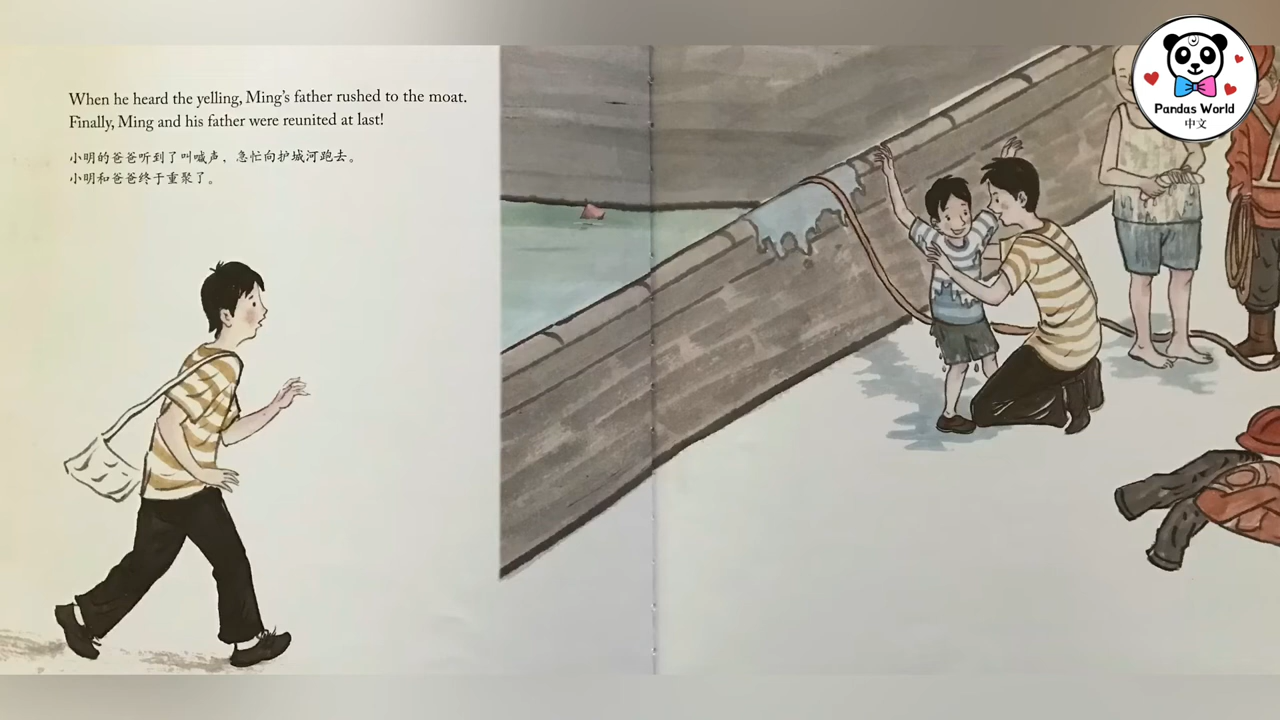 When he heard the yelling, Ming's father rushed to the moat.
Finally, Ming and his father were reunited at last!
小明的爸爸听到了叫喊声，急忙向护城河跑去。
小明和爸爸终于重聚了。
Pandas World
中文